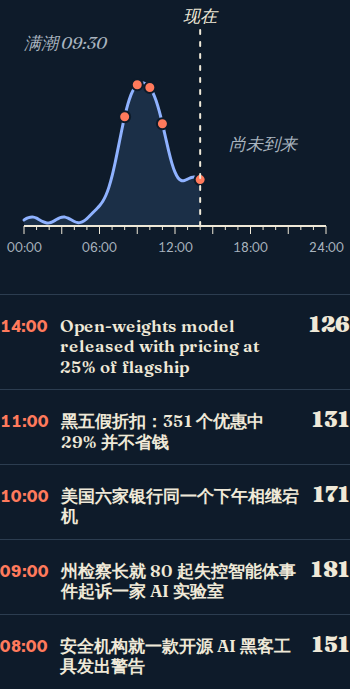 现在
满潮 09:30
尚未到来
00:00 06:00 12:00 18:00 24:00
14:00 Open-weights model 126
released with pricing at
25% of flagship
11:00 黑五假折扣：351 个优惠中 131
29% 并不省钱
10:00 美国六家银行同一个下午相继宕 171
机
09:00 州检察长就 80 起失控智能体事 181
件起诉一家 AI 实验室
08:00 安全机构就一款开源 AI 黑客工 151
具发出警告